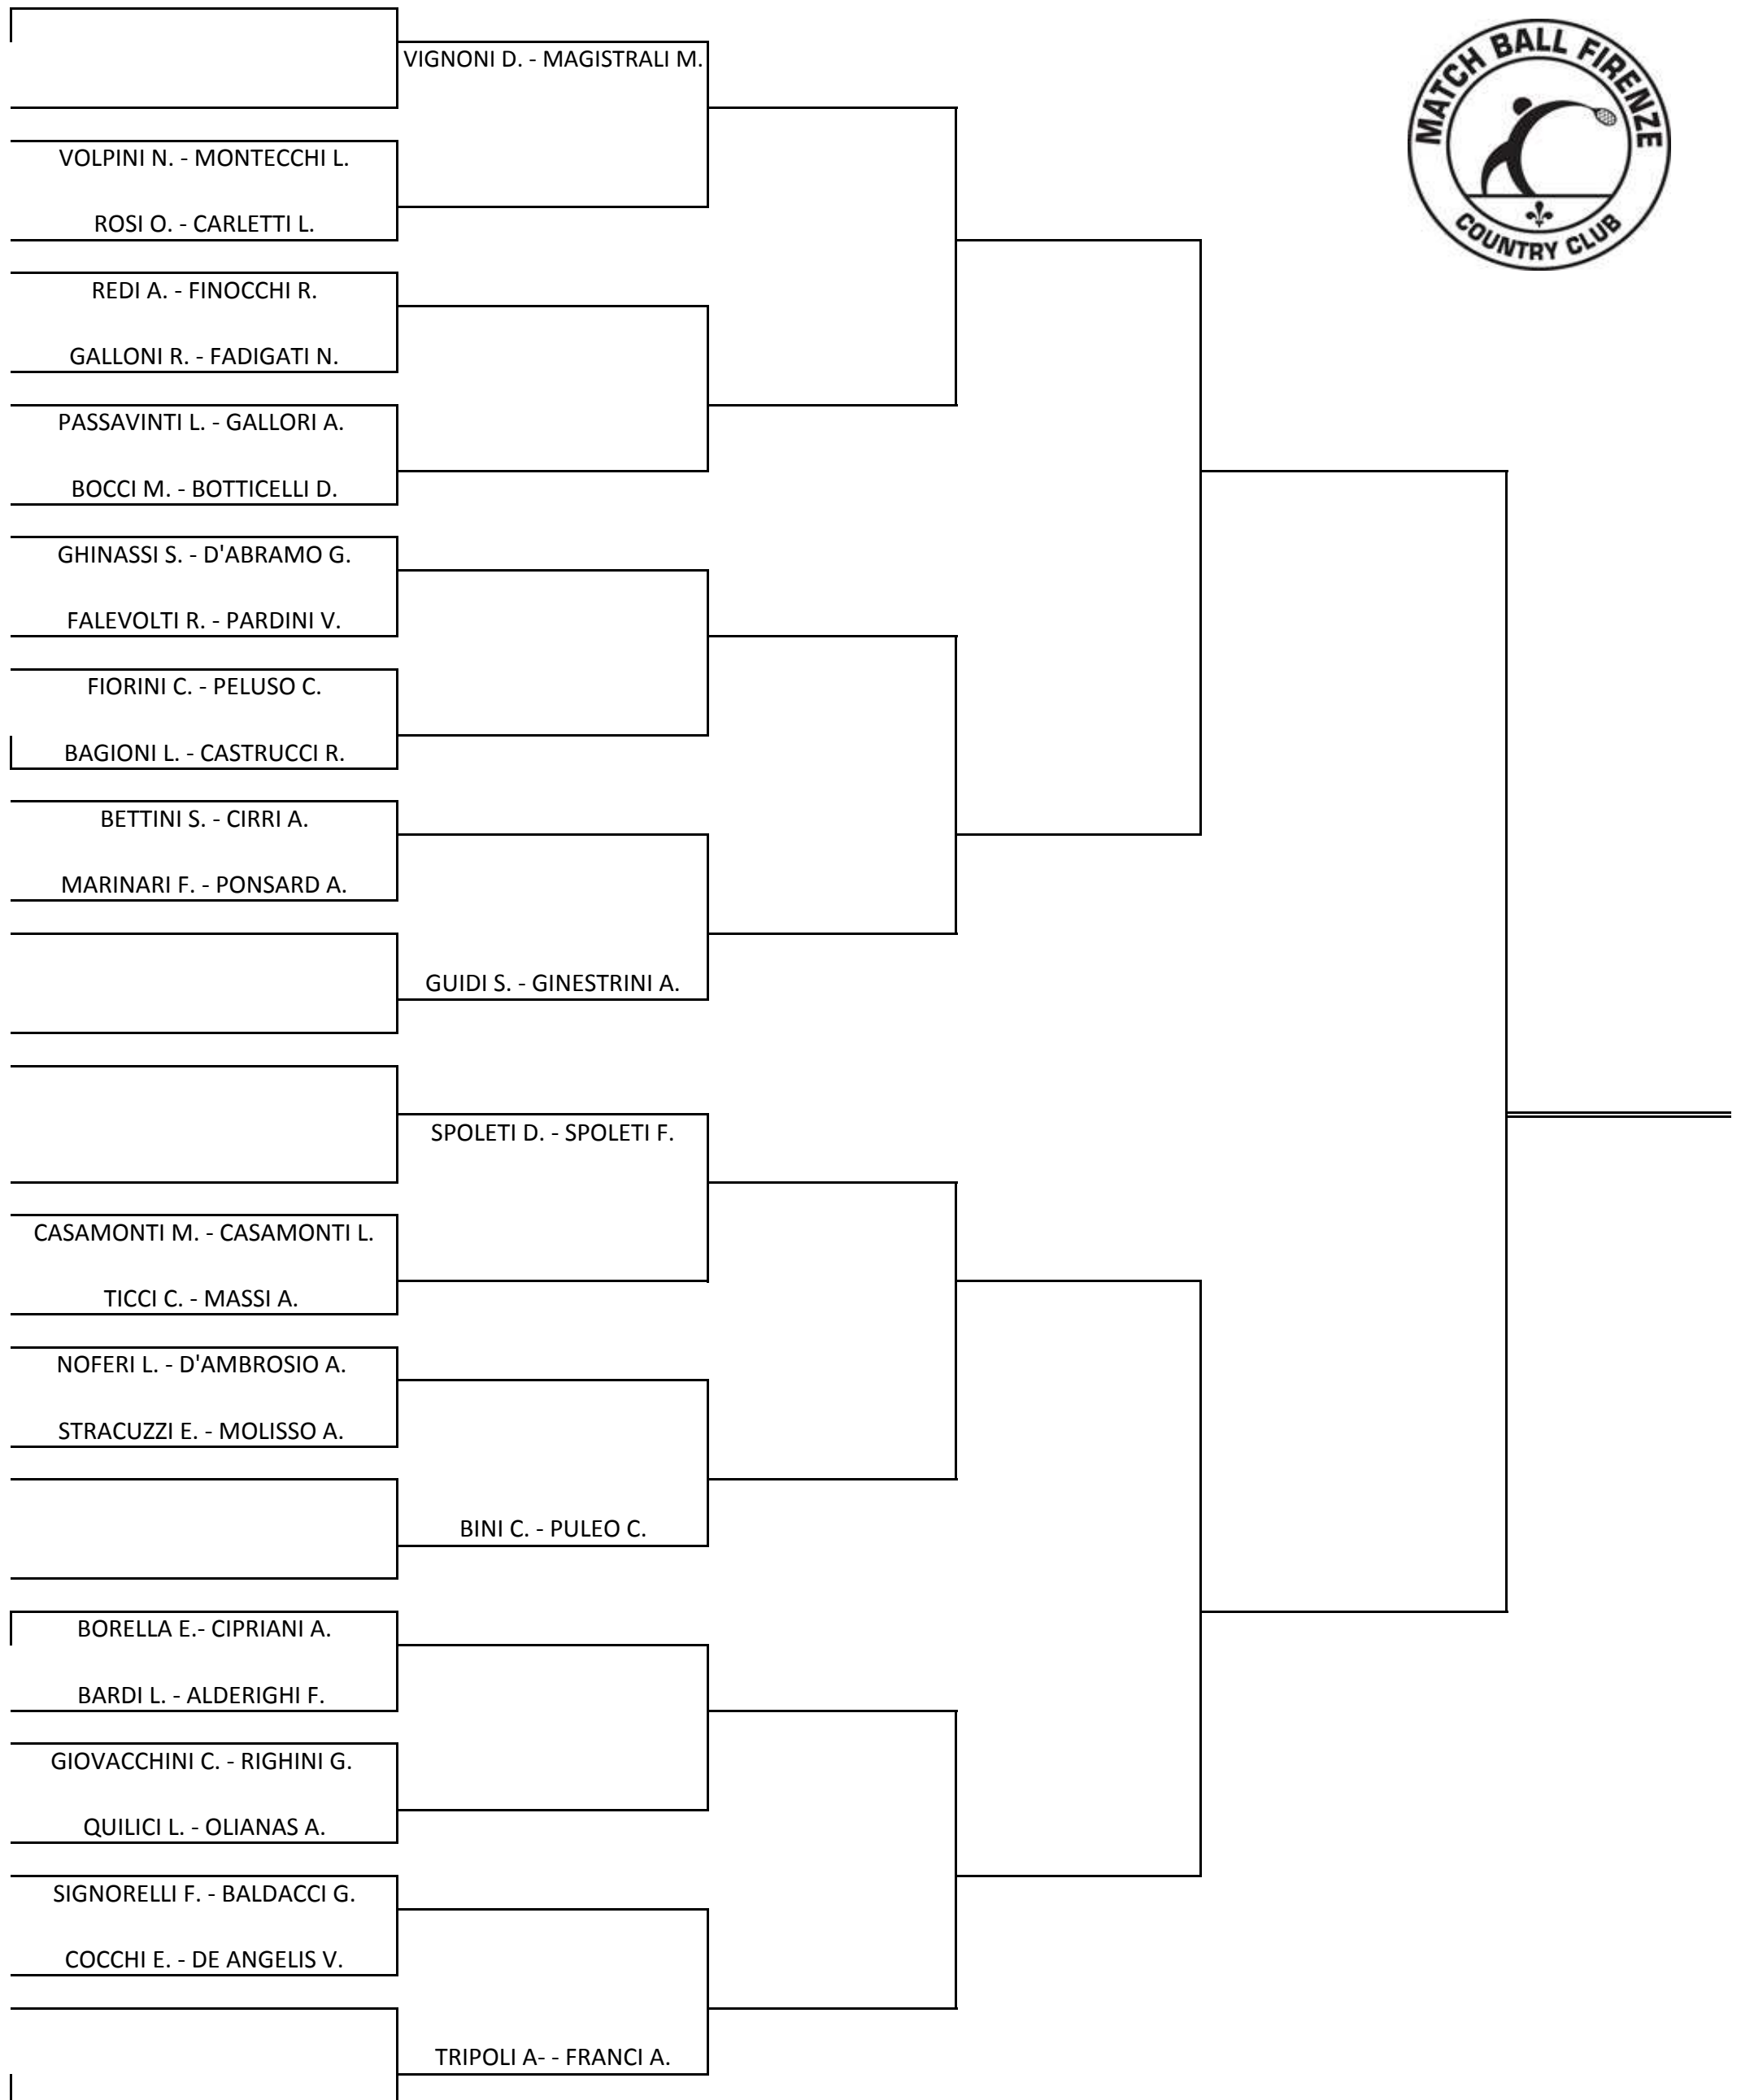 MATCH BALL FIRENZE
COUNTRY CLUB
VIGNONI D. - MAGISTRALI M.
VOLPINI N. - MONTECCHI L.
ROSI O. - CARLETTI L.
REDI A. - FINOCCHI R.
GALLONI R. - FADIGATI N.
PASSAVINTI L. - GALLORI A.
BOCCI M. - BOTTICELLI D.
GHINASSI S. - D'ABRAMO G.
FALEVOLTI R. - PARDINI V.
FIORINI C. - PELUSO C.
BAGIONI L. - CASTRUCCI R.
BETTINI S. - CIRRI A.
MARINARI F. - PONSARD A.
GUIDI S. - GINESTRINI A.
SPOLETI D. - SPOLETI F.
CASAMONTI M. - CASAMONTI L.
TICCI C. - MASSI A.
NOFERI L. - D'AMBROSIO A.
STRACUZZI E. - MOLISSO A.
BINI C. - PULEO C.
BORELLA E.- CIPRIANI A.
BARDI L. - ALDERIGHI F.
GIOVACCHINI C. - RIGHINI G.
QUILICI L. - OLIANAS A.
SIGNORELLI F. - BALDACCI G.
COCCHI E. - DE ANGELIS V.
TRIPOLI A- - FRANCI A.